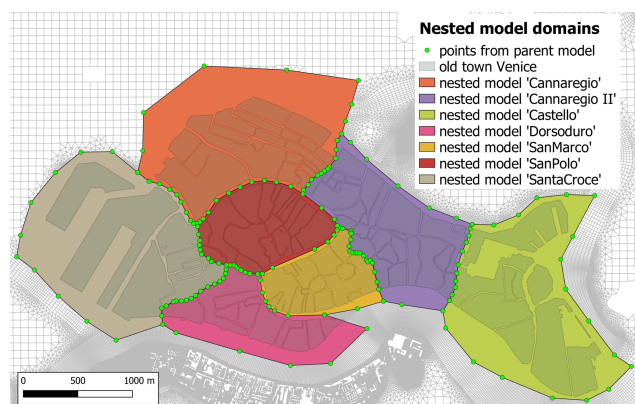 Nested model domains
points from parent model
old town Venice
nested model 'Cannaregio'
nested model 'Cannaregio II'
nested model 'Castello'
nested model 'Dorsoduro'
nested model 'SanMarco'
nested model 'SanPolo'
nested model 'SantaCroce'
0 500 1000 m